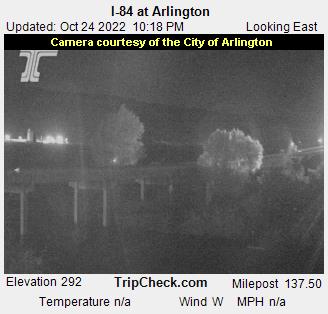 I-84 at Arlington
Updated: Oct 24 2022 10:18 PM Looking East
Camera courtesy of the City of Arlington
Elevation 292 TripCheck.com Milepost 137.50
Temperature n/a Wind W MPH n/a